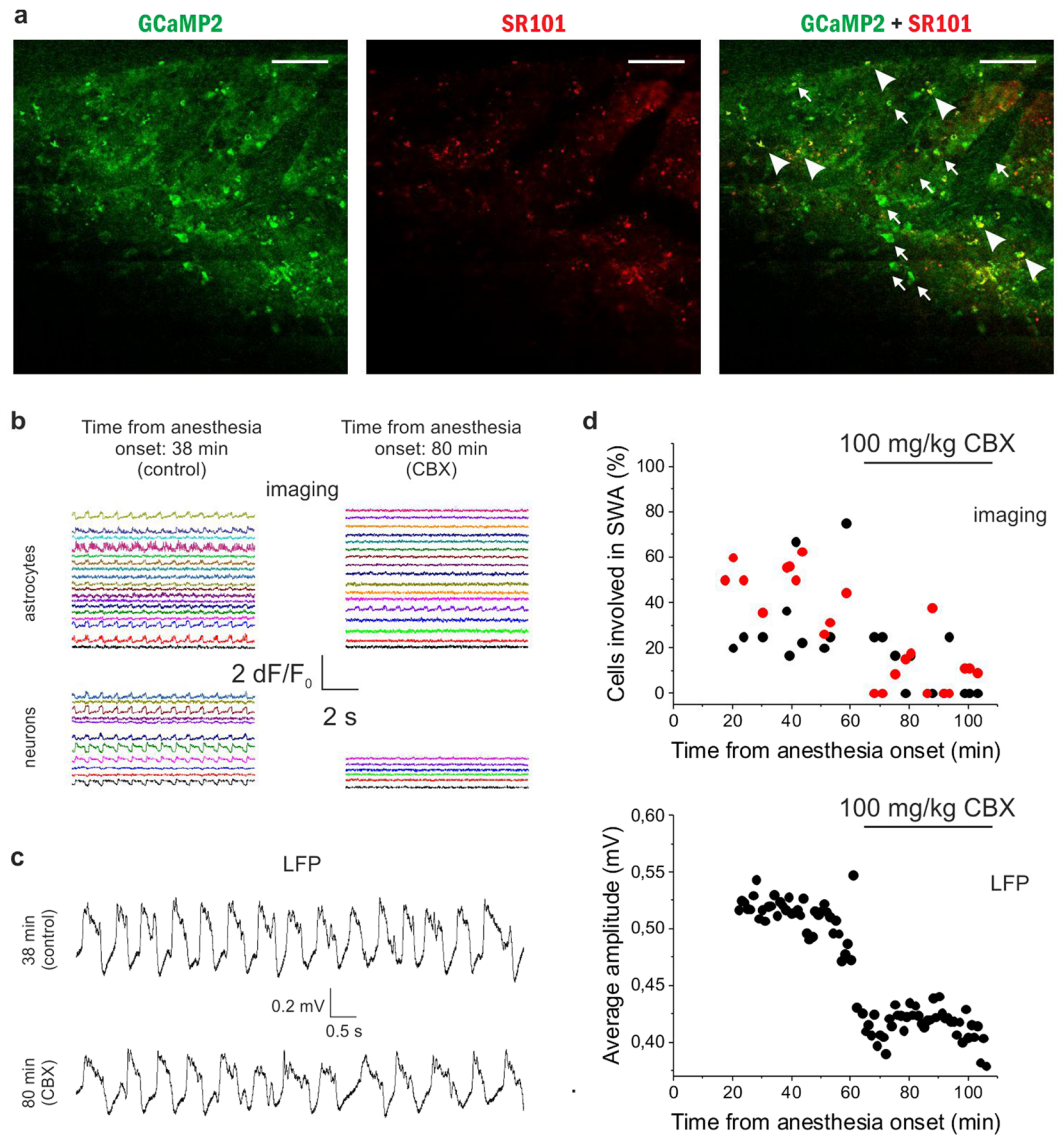 a
GCaMP2
SR101
GCaMP2 + SR101
b
Time from anesthesia
onset: 38 min
(control)
Time from anesthesia
onset: 80 min
(CBX)
imaging
astrocytes
2 dF/F0
2 s
neurons
c
LFP
38 min
(control)
0.2 mV
0.5 s
80 min
(CBX)
d
100 mg/kg CBX
imaging
Cells involved in SWA (%)
100
80
60
40
20
0
0
20
40
60
80
100
Time from anesthesia onset (min)
100 mg/kg CBX
LFP
Average amplitude (mV)
0,60
0,55
0,50
0,45
0,40
0
20
40
60
80
100
Time from anesthesia onset (min)